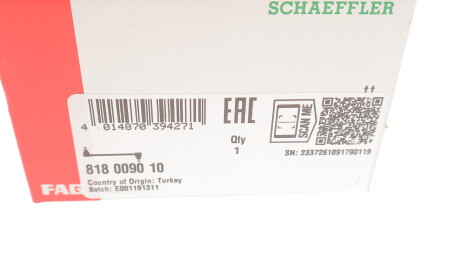 SCHAEFFLER
4 014870 394271
EAC
Qty
1
SCAN ME
SN: 2337261891790119
818 0090 10
Country of Origin: Turkey
Batch: E001191311
FAG